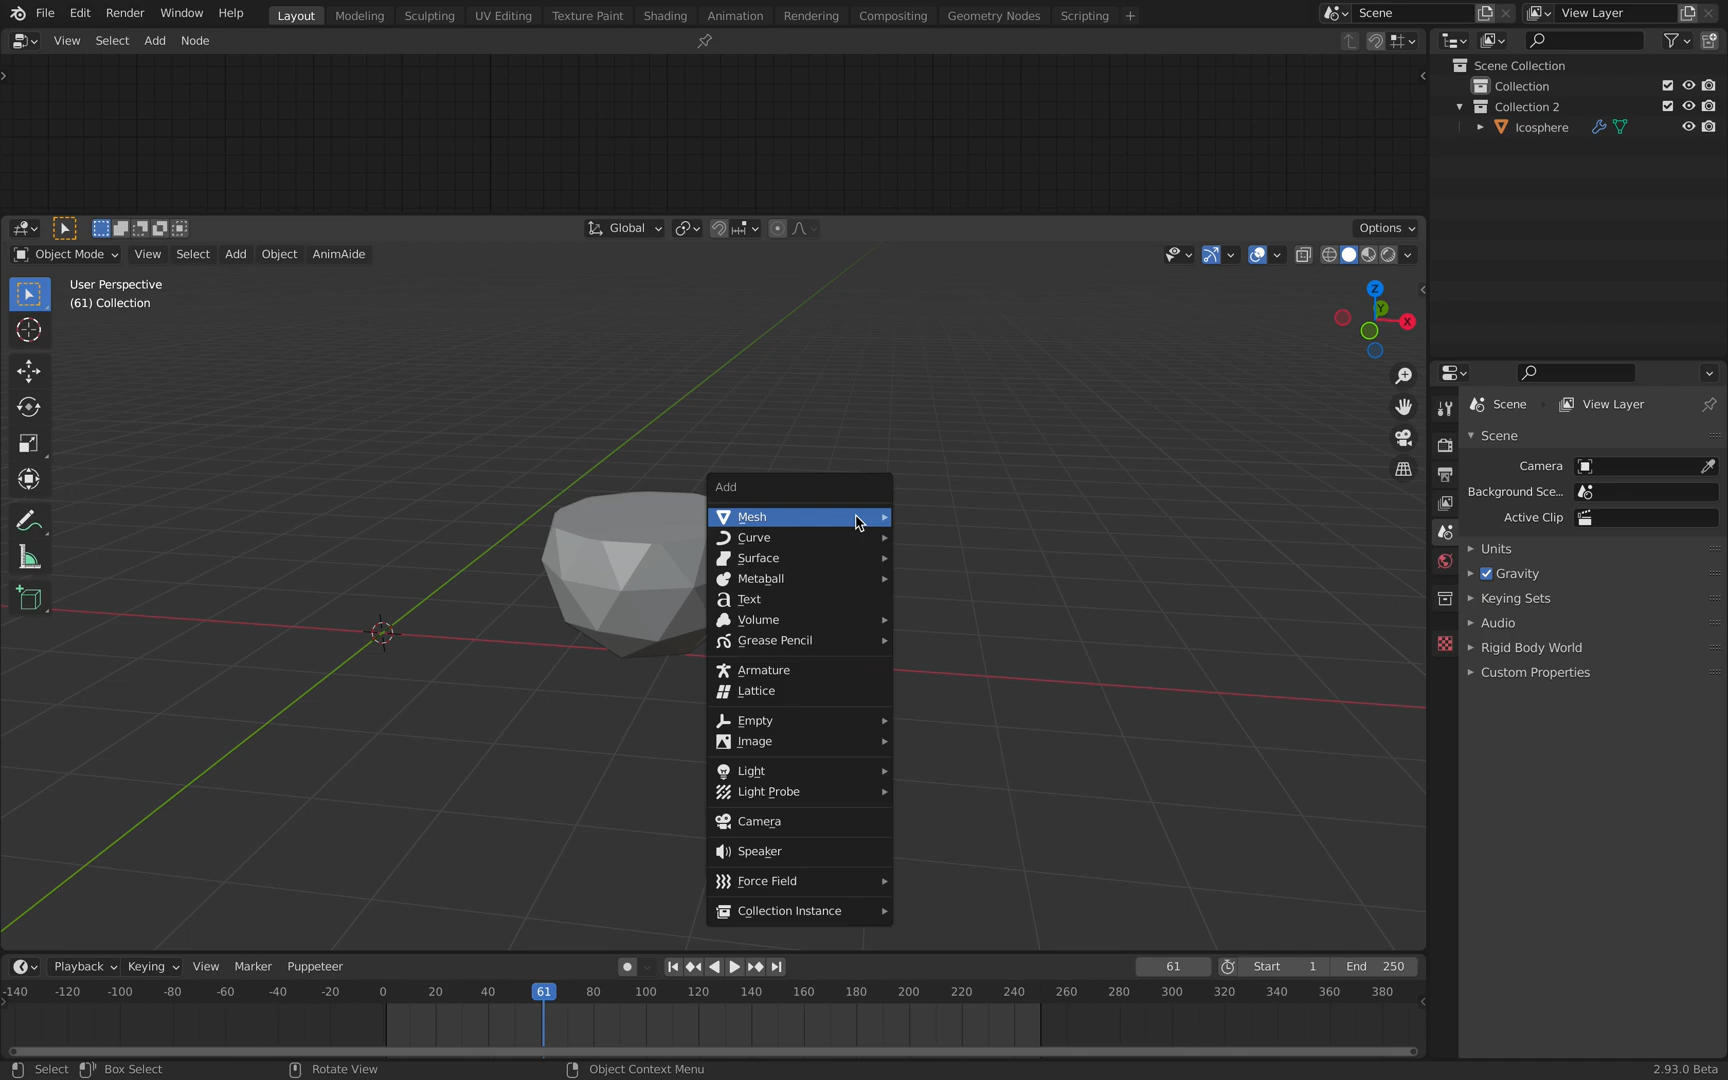 File Edit Render Window Help Layout Modeling Sculpting UV Editing Texture Paint Shading Animation Rendering Compositing Geometry Nodes Scripting + Scene View Layer
View Select Add Node
Scene Collection
Collection
Collection 2
Icosphere
Global Options
Object Mode View Select Add Object AnimAide
User Perspective
(61) Collection
Z
Y
X
Add
Mesh
Curve
Surface
Metaball
Text
Volume
Grease Pencil
Armature
Lattice
Empty
Image
Light
Light Probe
Camera
Speaker
Force Field
Collection Instance
Scene View Layer
Scene
Camera
Background Sce...
Active Clip
Units
Gravity
Keying Sets
Audio
Rigid Body World
Custom Properties
Playback Keying View Marker Puppeteer 61 Start 1 End 250
-140 -120 -100 -80 -60 -40 -20 0 20 40 61 80 100 120 140 160 180 200 220 240 260 280 300 320 340 360 380
Select Box Select Rotate View Object Context Menu 2.93.0 Beta